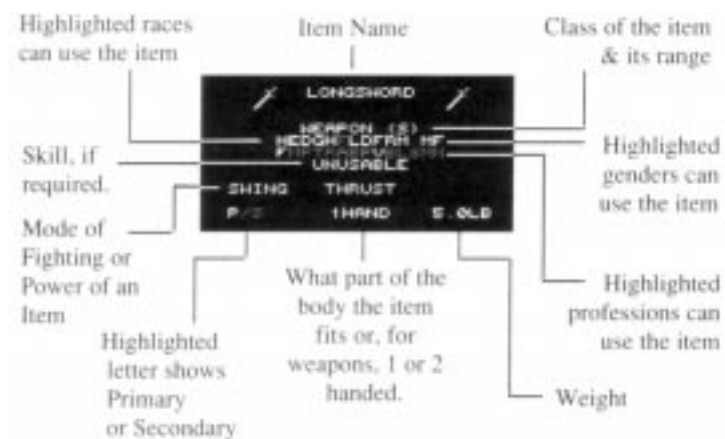 Highlighted races
can use the item
Item Name
Class of the item
& its range
LONGSWORD
WEAPON (S)
HEDGH LDFRM MF
UNUSABLE
SWING THRUST
P/S 1HAND 5.0LB
Skill, if
required.
Mode of
Fighting or
Power of an
Item
Highlighted
letter shows
Primary
or Secondary
What part of the
body the item
fits or, for
weapons, 1 or 2
handed.
Highlighted
genders can
use the item
Highlighted
professions can
use the item
Weight